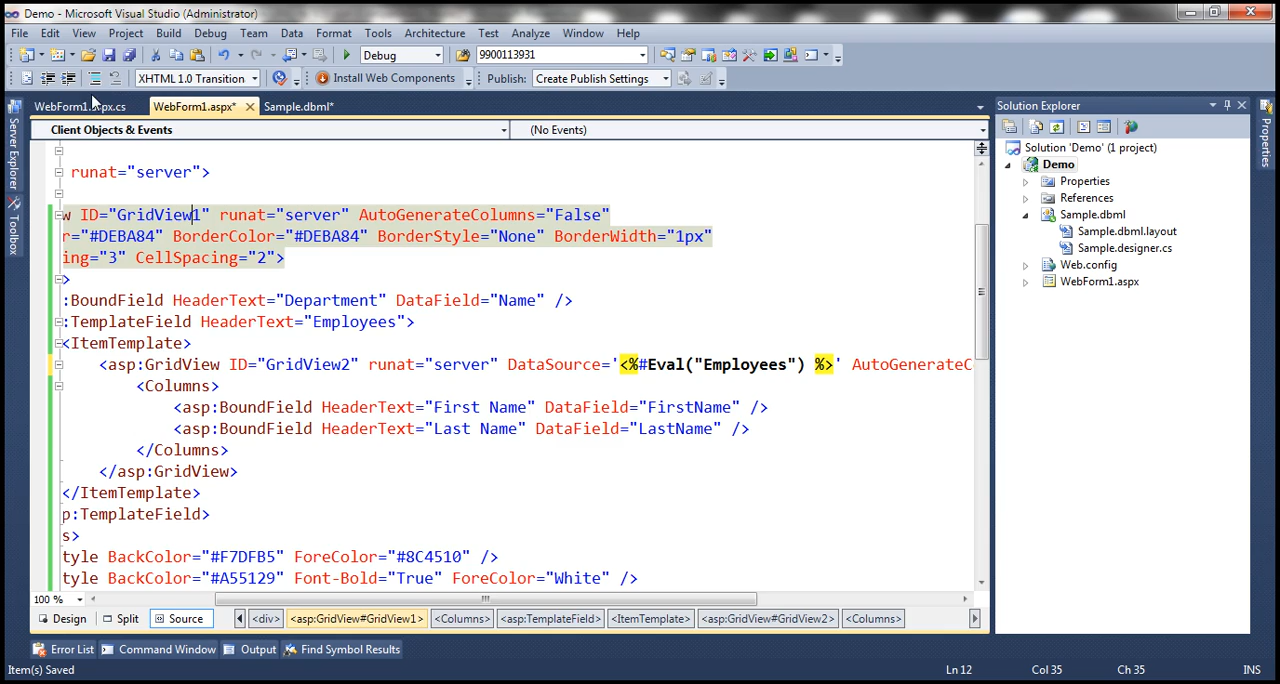 Demo - Microsoft Visual Studio (Administrator)
File Edit View Project Build Debug Team Data Format Tools Architecture Test Analyze Window Help
Debug 9900113931
XHTML 1.0 Transition Install Web Components Publish: Create Publish Settings
WebForm1.aspx.cs WebForm1.aspx* Sample.dbml* Solution Explorer
Client Objects & Events (No Events)
Server Explorer
Toolbox
Properties
Solution 'Demo' (1 project)
Demo
Properties
References
Sample.dbml
Sample.dbml.layout
Sample.designer.cs
Web.config
WebForm1.aspx
runat="server">
w ID="GridView1" runat="server" AutoGenerateColumns="False"
r="#DEBA84" BorderColor="#DEBA84" BorderStyle="None" BorderWidth="1px"
ing="3" CellSpacing="2">
>
:BoundField HeaderText="Department" DataField="Name" />
:TemplateField HeaderText="Employees">
<ItemTemplate>
<asp:GridView ID="GridView2" runat="server" DataSource='<%#Eval("Employees") %>' AutoGenerateC
<Columns>
<asp:BoundField HeaderText="First Name" DataField="FirstName" />
<asp:BoundField HeaderText="Last Name" DataField="LastName" />
</Columns>
</asp:GridView>
</ItemTemplate>
p:TemplateField>
s>
tyle BackColor="#F7DFB5" ForeColor="#8C4510" />
tyle BackColor="#A55129" Font-Bold="True" ForeColor="White" />
100 %
Design Split Source <div> <asp:GridView#GridView1> <Columns> <asp:TemplateField> <ItemTemplate> <asp:GridView#GridView2> <Columns>
Error List Command Window Output Find Symbol Results
Item(s) Saved Ln 12 Col 35 Ch 35 INS